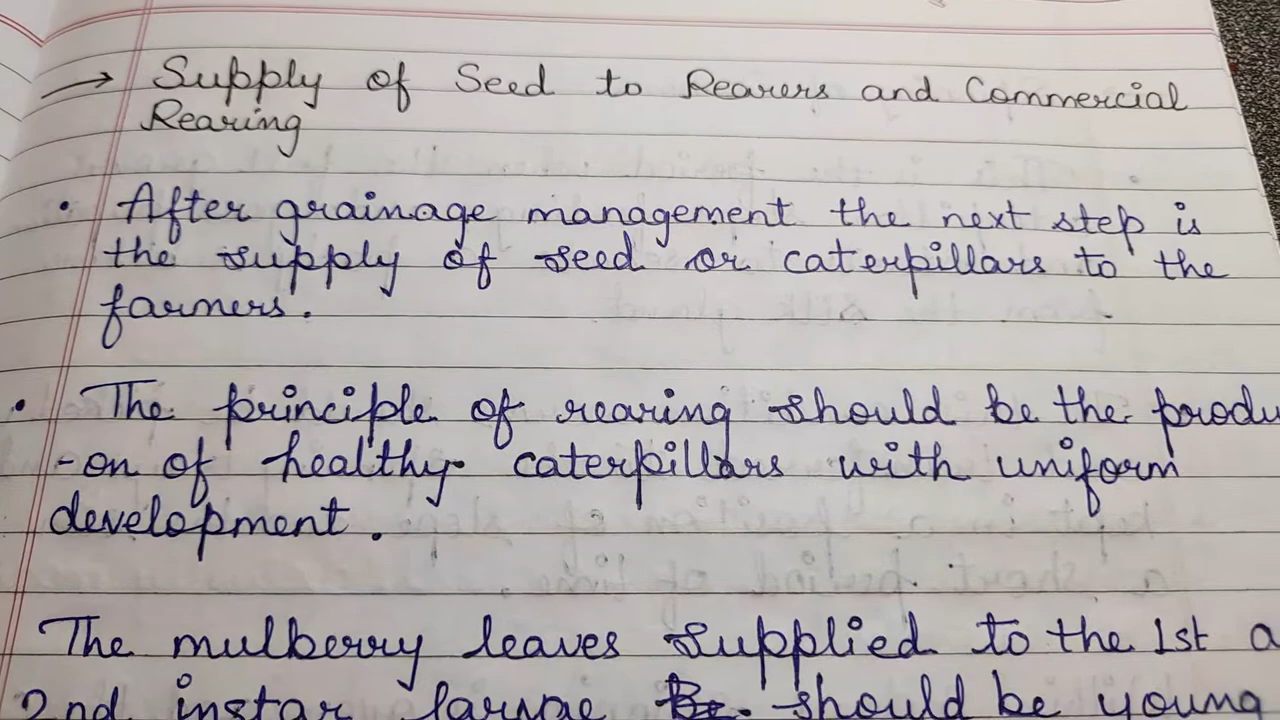 → Supply of Seed to Rearers and Commercial
Rearing
• After grainage management the next step is
the supply of seed or caterpillars to the
farmers.
• The principle of rearing should be the produ
-on of healthy caterpillars with uniform
development.
The mulberry leaves supplied to the 1st a
2nd instar larvae should be young